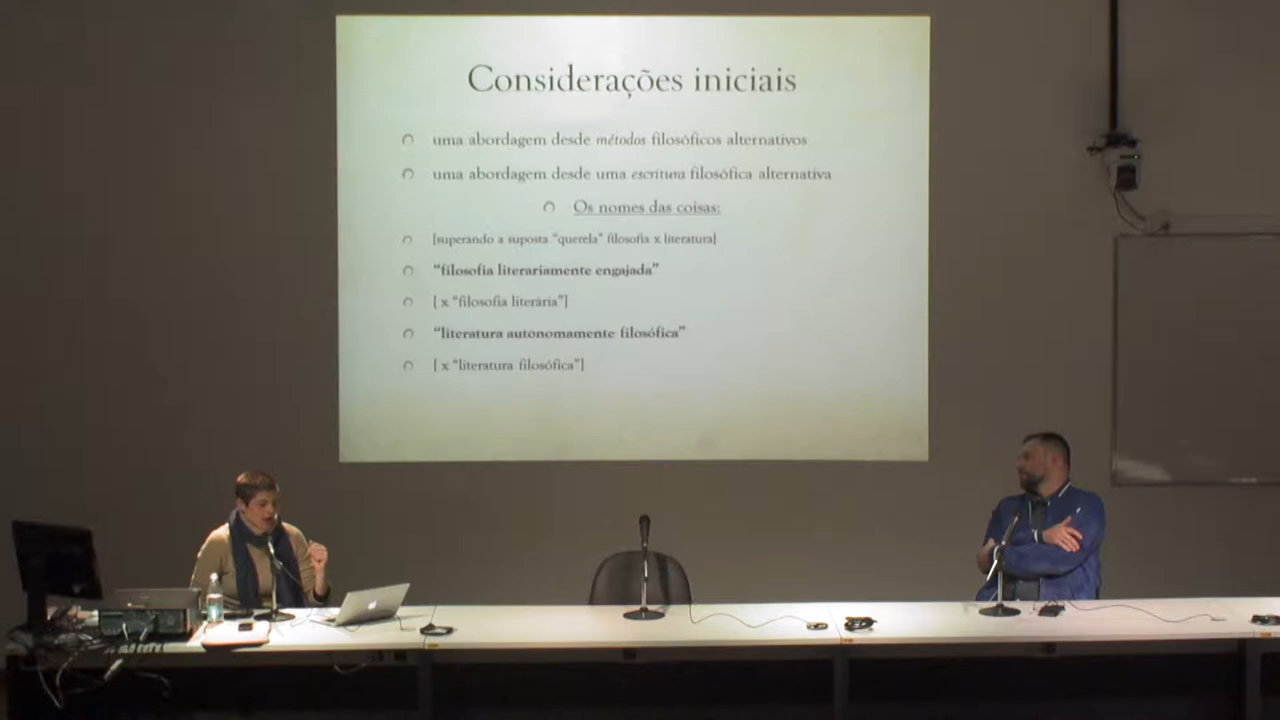 Considerações iniciais
uma abordagem desde métodos filosóficos alternativos
uma abordagem desde uma escritura filosófica alternativa
Os nomes das coisas:
[superando a suposta "querela" filosofia x literatura]
"filosofia literariamente engajada"
[ x "filosofia literária"]
"literatura autonomamente filosófica"
[ x "literatura filosófica"]